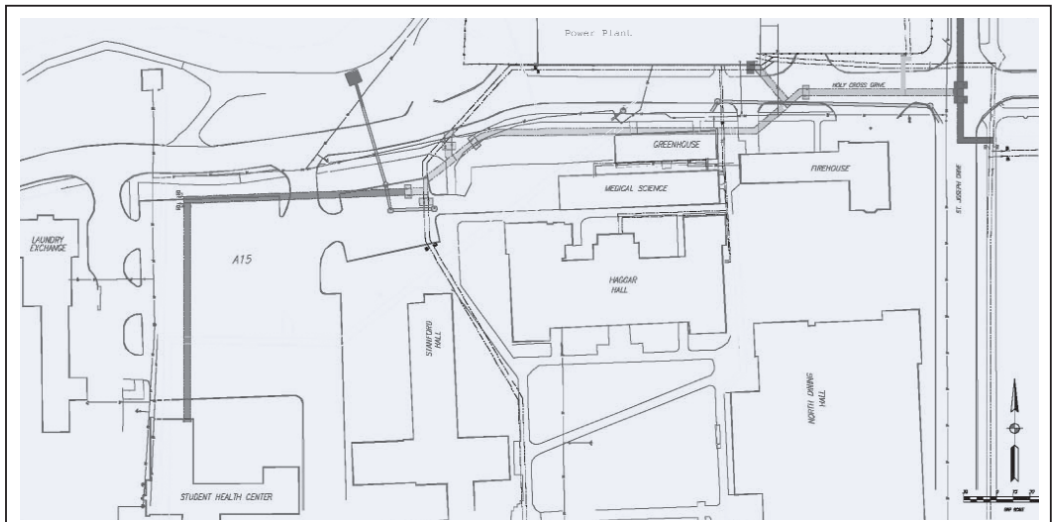 Power Plant
HOLY CROSS DRIVE
GREENHOUSE
FIREHOUSE
MEDICAL SCIENCE
ST. JOSEPH DRIVE
LAUNDRY
EXCHANGE
A15
HAGGAR
HALL
STANFORD
HALL
NORTH DINING
HALL
STUDENT HEALTH CENTER